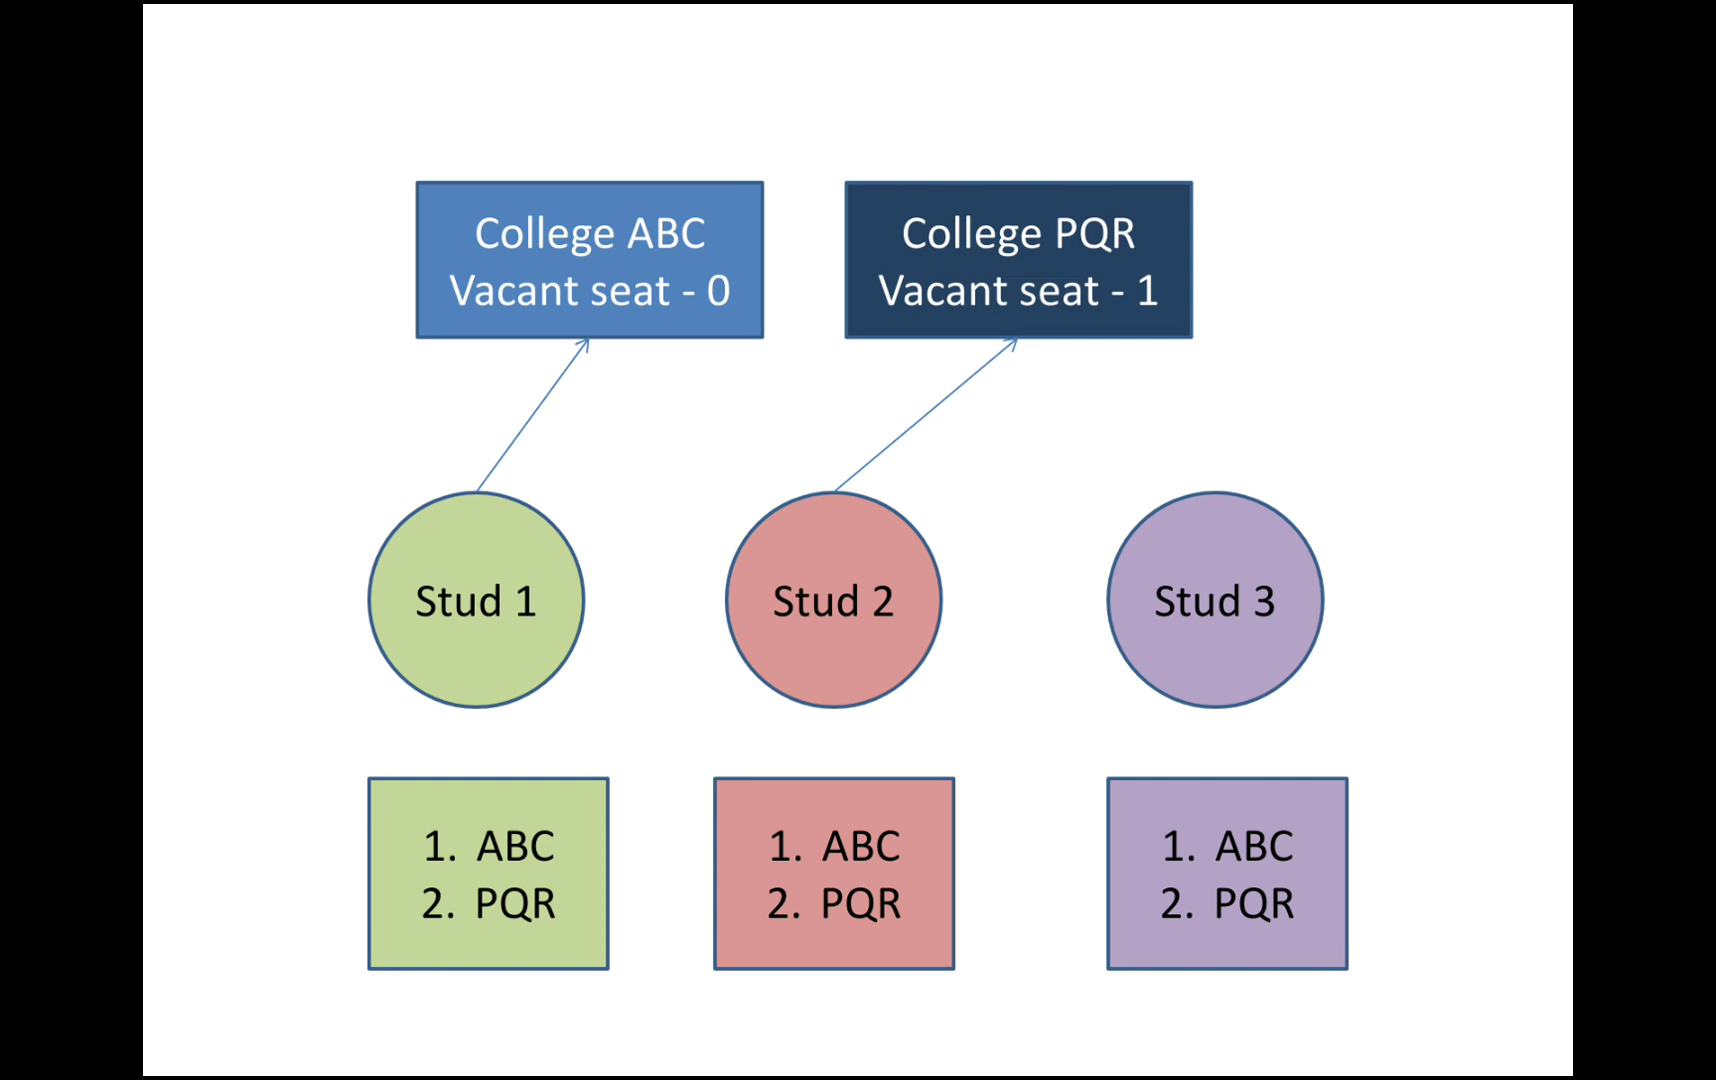 College ABC
Vacant seat - 0
College PQR
Vacant seat - 1
Stud 1
Stud 2
Stud 3
1. ABC
2. PQR
1. ABC
2. PQR
1. ABC
2. PQR